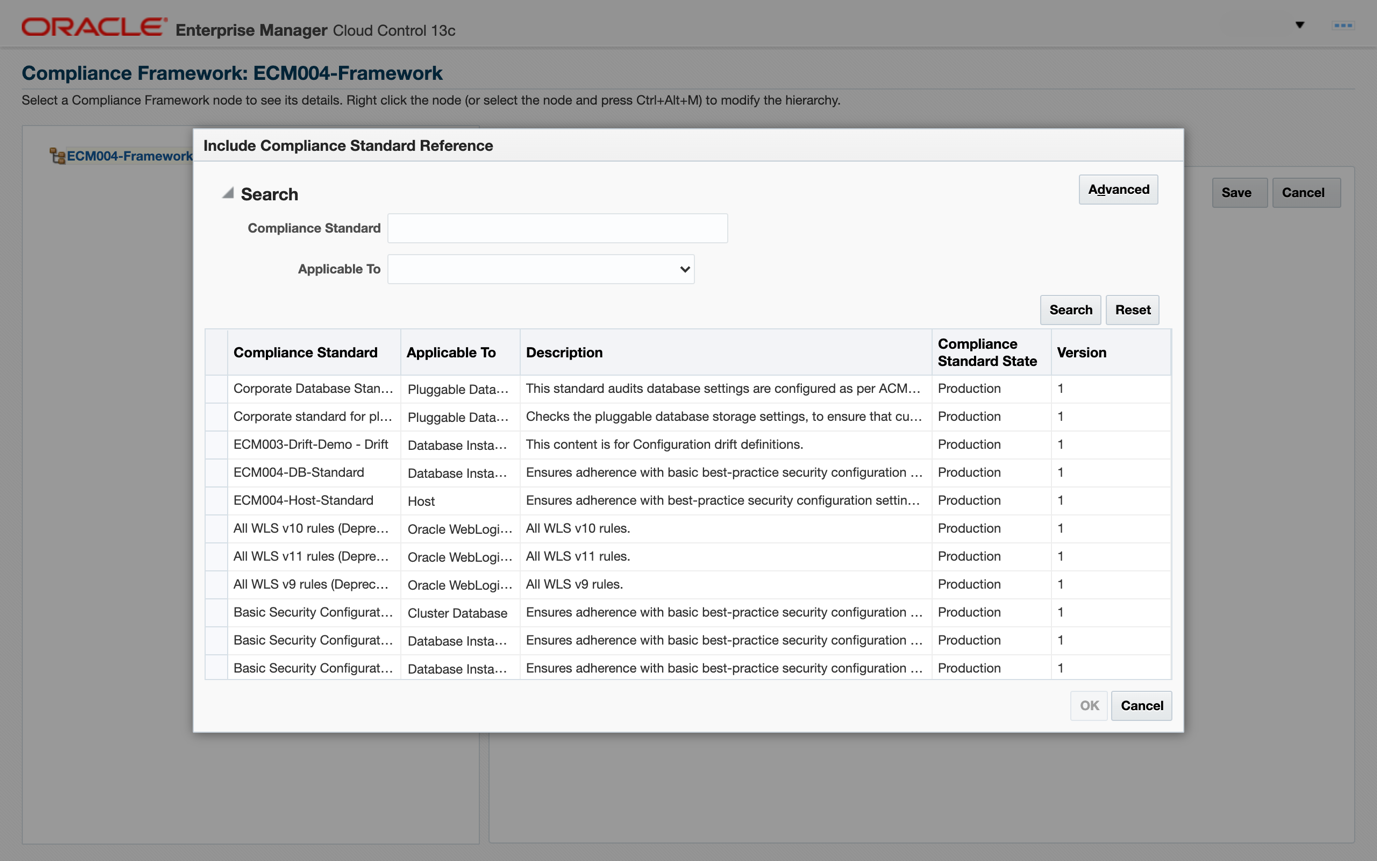 ORACLE Enterprise Manager Cloud Control 13c
Compliance Framework: ECM004-Framework
Select a Compliance Framework node to see its details. Right click the node (or select the node and press Ctrl+Alt+M) to modify the hierarchy.
ECM004-Framework
Save Cancel
Include Compliance Standard Reference
Search
Advanced
Compliance Standard
Applicable To
Search Reset
Compliance Standard Applicable To Description Compliance Standard State Version
Corporate Database Stan... Pluggable Data... This standard audits database settings are configured as per ACM... Production 1
Corporate standard for pl... Pluggable Data... Checks the pluggable database storage settings, to ensure that cu... Production 1
ECM003-Drift-Demo - Drift Database Insta... This content is for Configuration drift definitions. Production 1
ECM004-DB-Standard Database Insta... Ensures adherence with basic best-practice security configuration ... Production 1
ECM004-Host-Standard Host Ensures adherence with best-practice security configuration settin... Production 1
All WLS v10 rules (Depre... Oracle WebLogi... All WLS v10 rules. Production 1
All WLS v11 rules (Depre... Oracle WebLogi... All WLS v11 rules. Production 1
All WLS v9 rules (Deprec... Oracle WebLogi... All WLS v9 rules. Production 1
Basic Security Configurat... Cluster Database Ensures adherence with basic best-practice security configuration ... Production 1
Basic Security Configurat... Database Insta... Ensures adherence with basic best-practice security configuration ... Production 1
Basic Security Configurat... Database Insta... Ensures adherence with basic best-practice security configuration ... Production 1
OK Cancel